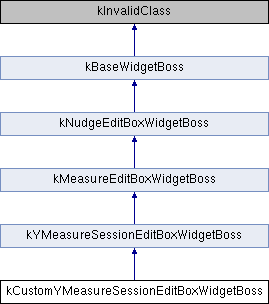 kInvalidClass
kBaseWidgetBoss
kNudgeEditBoxWidgetBoss
kMeasureEditBoxWidgetBoss
kYMeasureSessionEditBoxWidgetBoss
kCustomYMeasureSessionEditBoxWidgetBoss